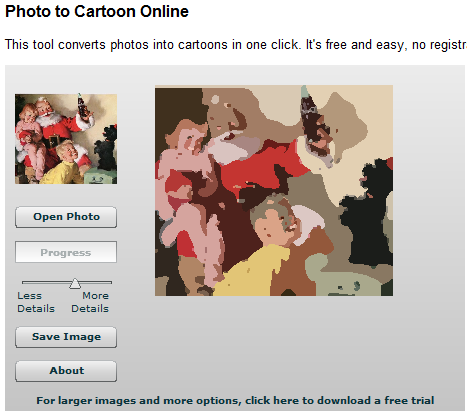 Photo to Cartoon Online
This tool converts photos into cartoons in one click. It's free and easy, no registr
Open Photo
Progress
Less Details
More Details
Save Image
About
For larger images and more options, click here to download a free trial